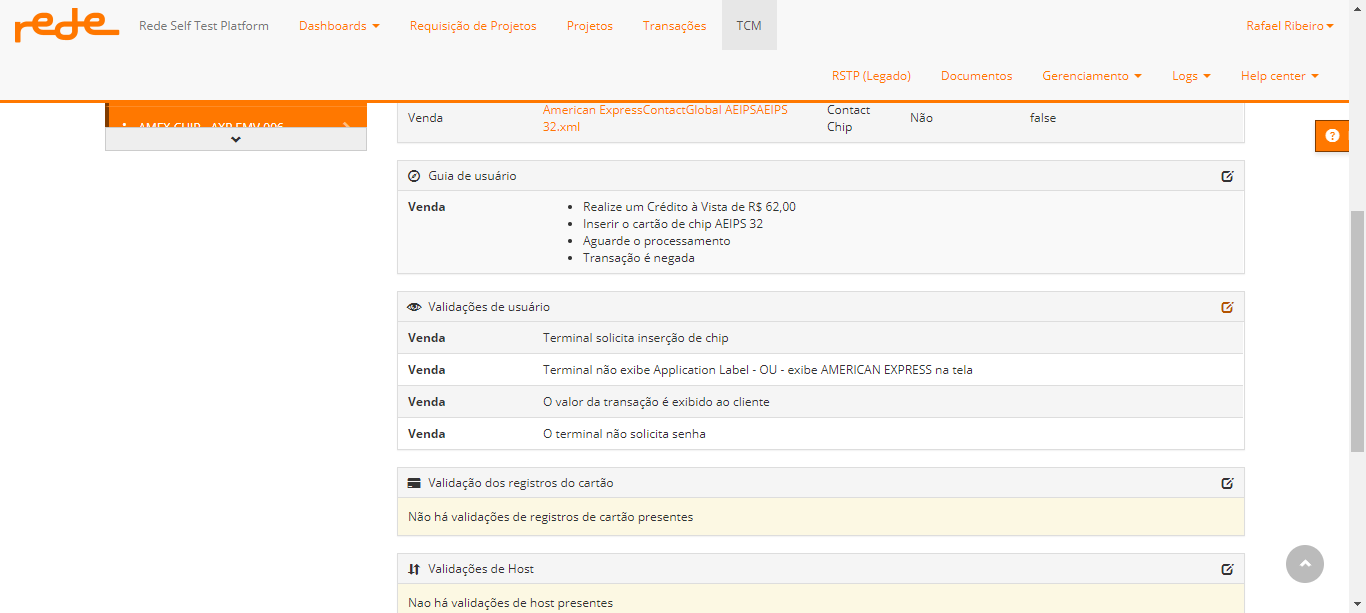 rede Rede Self Test Platform Dashboards Requisição de Projetos Projetos Transações TCM Rafael Ribeiro
RSTP (Legado) Documentos Gerenciamento Logs Help center
AMEX CHIP - AXP EMV 006
Venda American ExpressContactGlobal AEIPSAEIPS Contact Não false
32.xml Chip
Guia de usuário
Venda
Realize um Crédito à Vista de R$ 62,00
Inserir o cartão de chip AEIPS 32
Aguarde o processamento
Transação é negada
Validações de usuário
Venda Terminal solicita inserção de chip
Venda Terminal não exibe Application Label - OU - exibe AMERICAN EXPRESS na tela
Venda O valor da transação é exibido ao cliente
Venda O terminal não solicita senha
Validação dos registros do cartão
Não há validações de registros de cartão presentes
Validações de Host
Nao há validações de host presentes